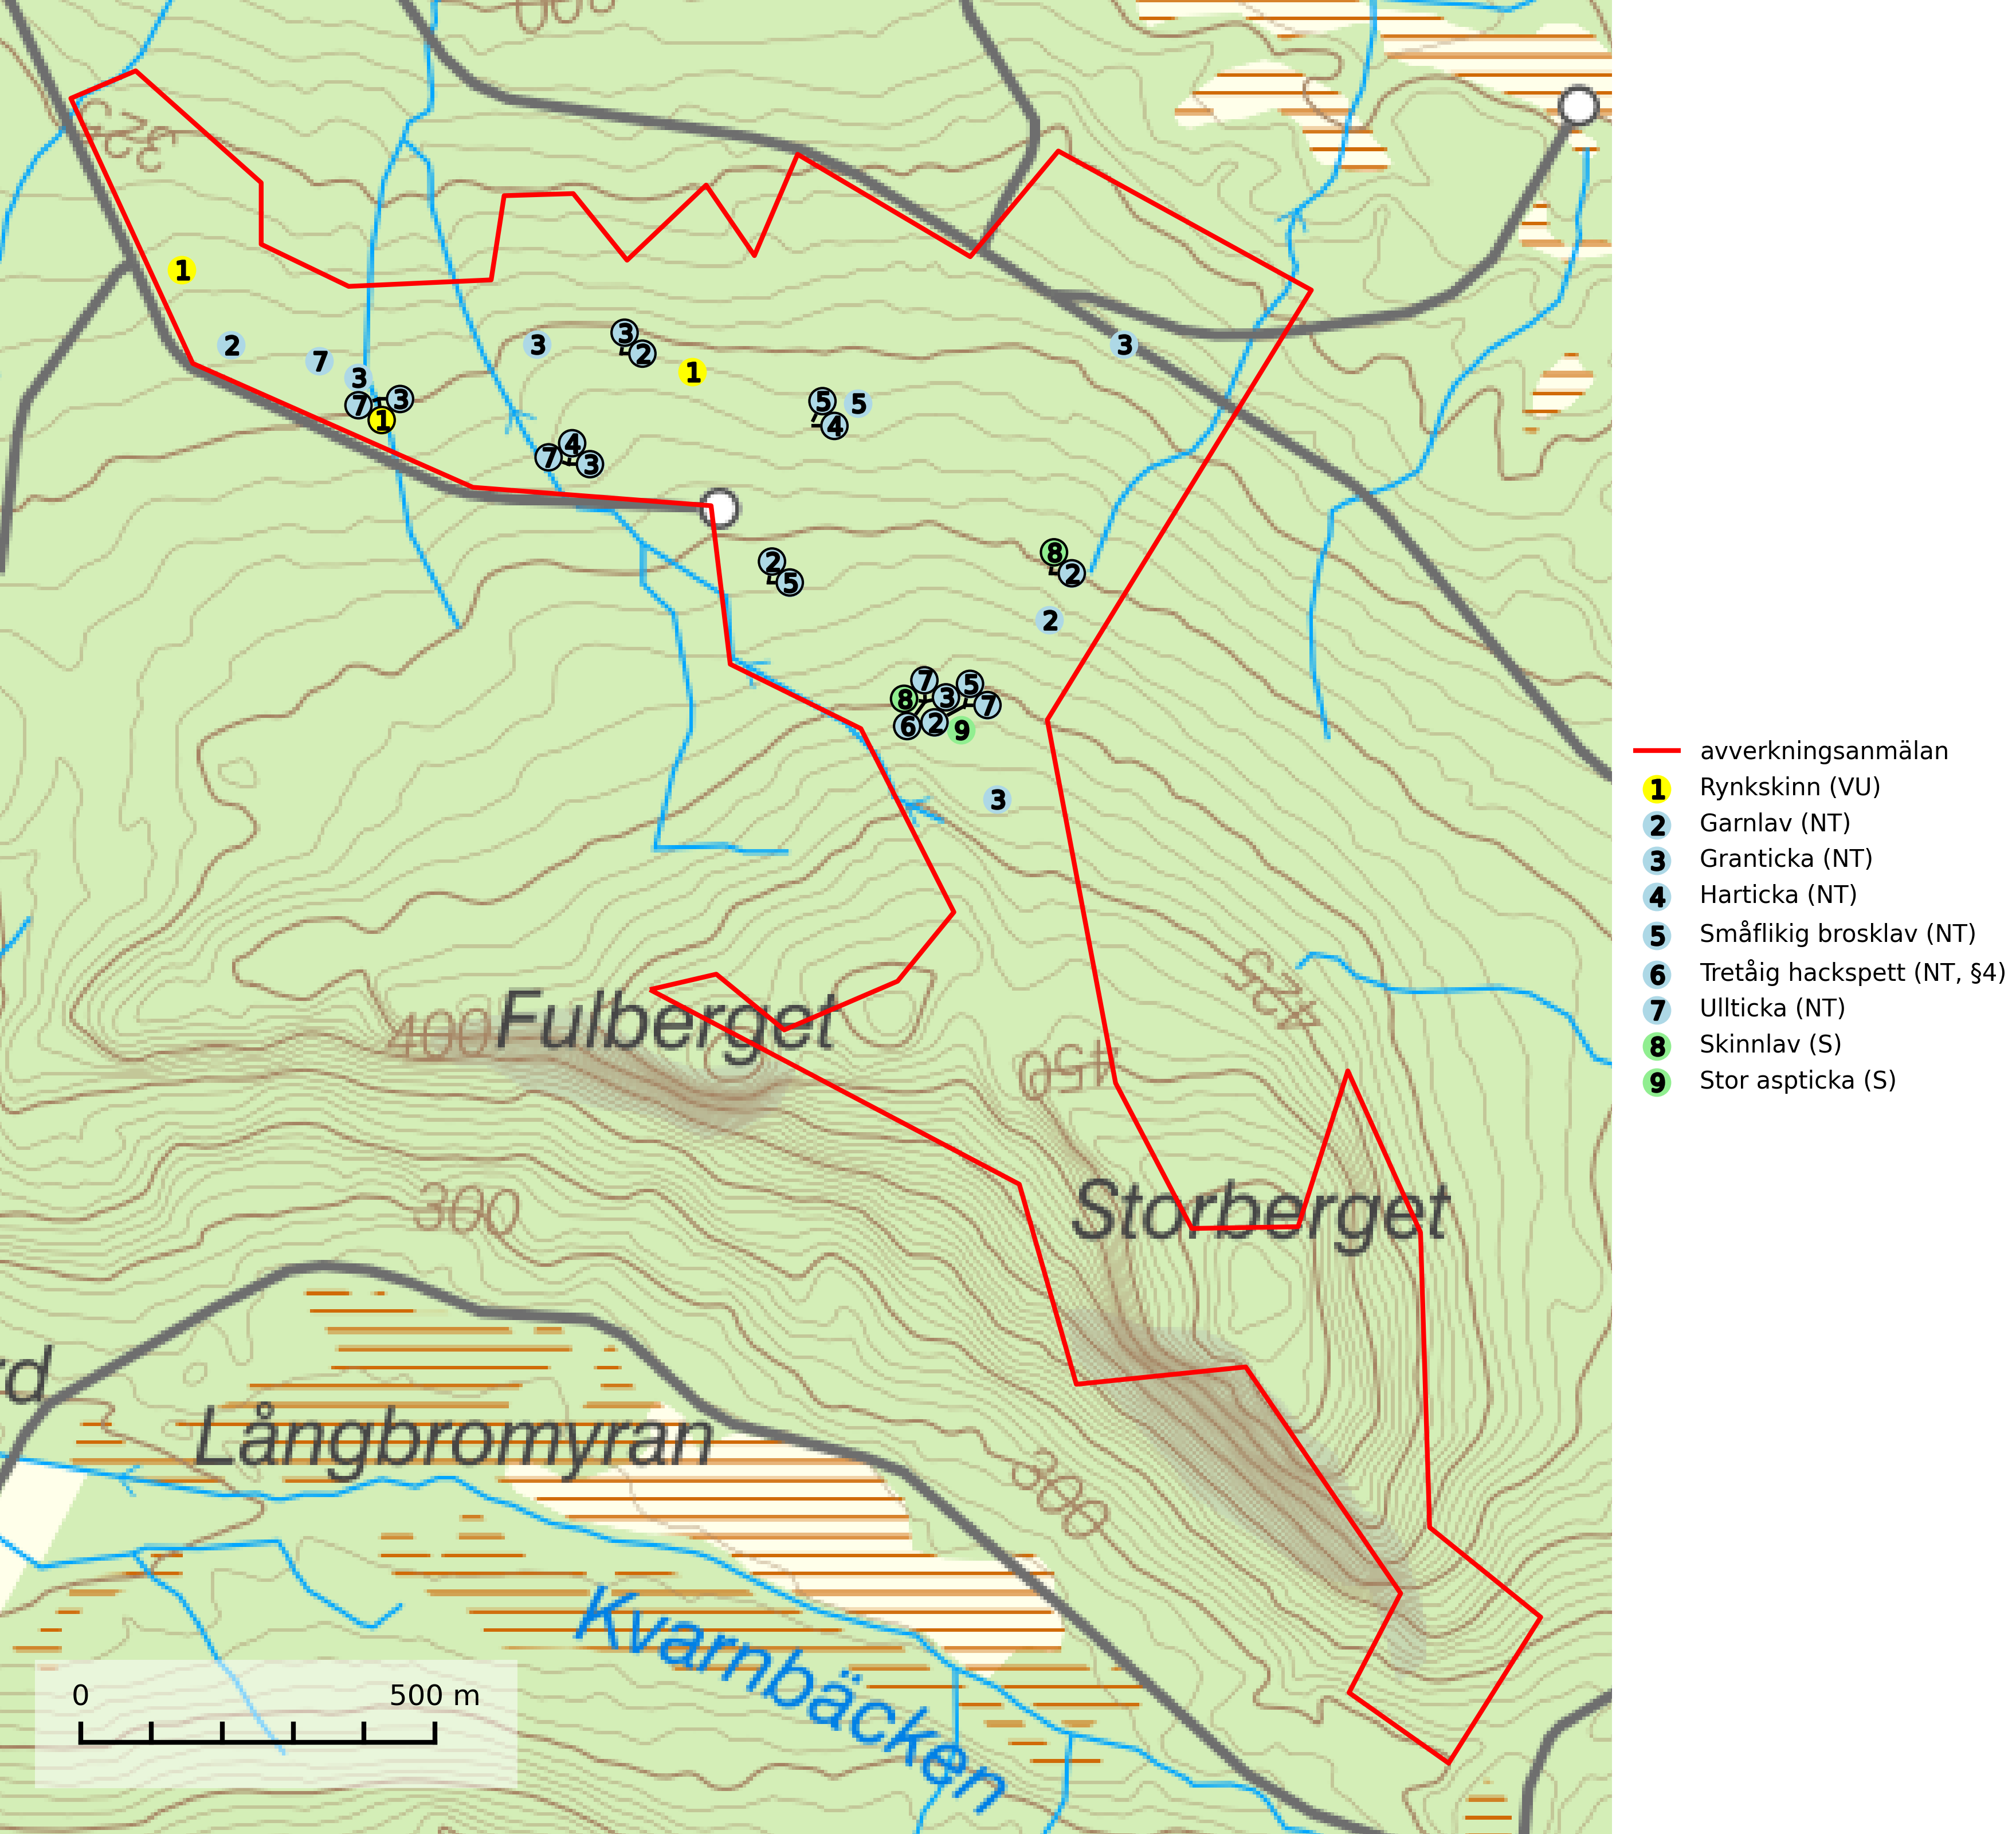 00
325
1
2
7
3
7
3
1
3
3
2
1
5
5
4
7
4
3
3
2
5
8
2
2
7
5
8
3
7
6
2
9
3
425
Fulberget
400
450
Storberget
300
rd
Långbromyran
300
Kvarnbäcken
0 500 m
avverkningsanmälan
1 Rynkskinn (VU)
2 Garnlav (NT)
3 Granticka (NT)
4 Harticka (NT)
5 Småflikig brosklav (NT)
6 Tretåig hackspett (NT, §4)
7 Ullticka (NT)
8 Skinnlav (S)
9 Stor aspticka (S)